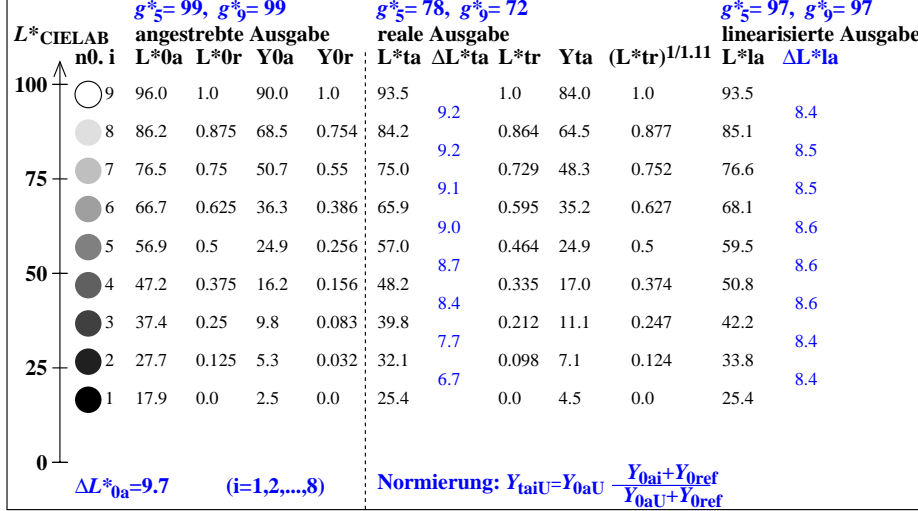 g*5= 99, g*9= 99 g*5= 78, g*9= 72 g*5= 97, g*9= 97
L*CIELAB angestrebte Ausgabe reale Ausgabe linearisierte Ausgabe
n0. i L*0a L*0r Y0a Y0r L*ta ΔL*ta L*tr Yta (L*tr)1/1.11 L*la ΔL*la
100 9 96.0 1.0 90.0 1.0 93.5 1.0 84.0 1.0 93.5
9.2 8.4
8 86.2 0.875 68.5 0.754 84.2 0.864 64.5 0.877 85.1
9.2 8.5
75 7 76.5 0.75 50.7 0.55 75.0 0.729 48.3 0.752 76.6
9.1 8.5
6 66.7 0.625 36.3 0.386 65.9 0.595 35.2 0.627 68.1
9.0 8.6
5 56.9 0.5 24.9 0.256 57.0 0.464 24.9 0.5 59.5
8.7 8.6
50 4 47.2 0.375 16.2 0.156 48.2 0.335 17.0 0.374 50.8
8.4 8.6
3 37.4 0.25 9.8 0.083 39.8 0.212 11.1 0.247 42.2
7.7 8.4
25 2 27.7 0.125 5.3 0.032 32.1 0.098 7.1 0.124 33.8
6.7 8.4
1 17.9 0.0 2.5 0.0 25.4 0.0 4.5 0.0 25.4
0
ΔL*0a=9.7 (i=1,2,...,8) Normierung: YtaiU=Y0aU Y0ai+Y0ref
Y0aU+Y0ref